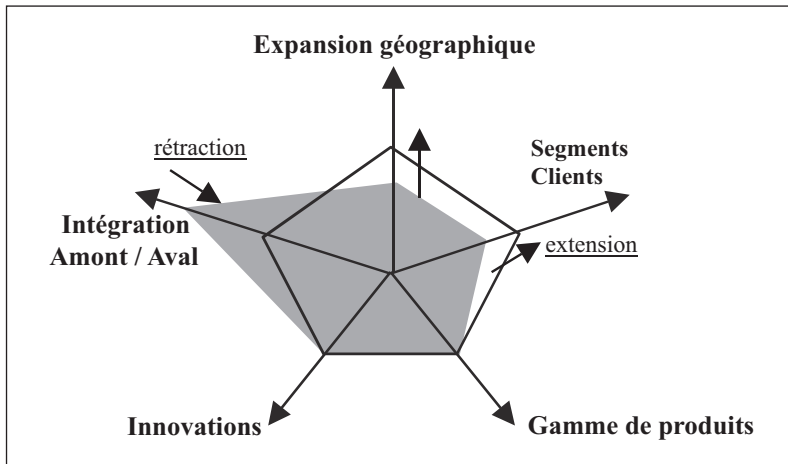 Expansion géographique
rétraction
Segments
Clients
Intégration
Amont / Aval
extension
Innovations
Gamme de produits